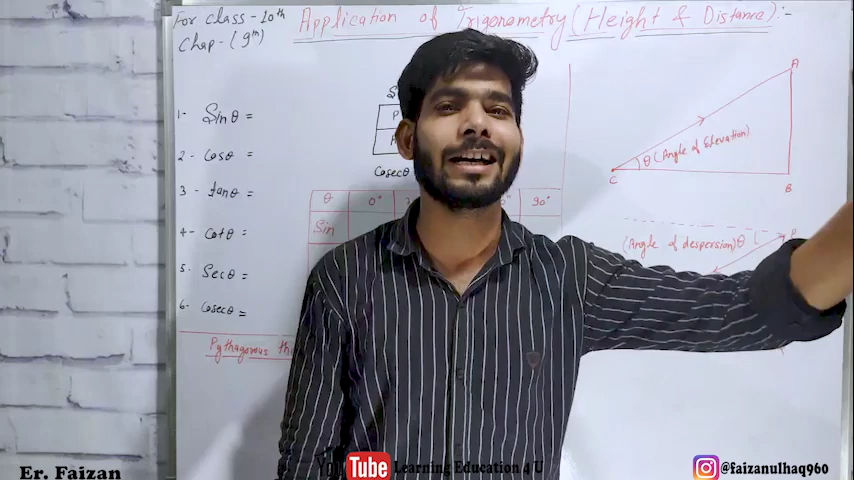 For Class - 10th
Chap - (9th)
Application of Trigonometry (Height & Distance) :-
1- Sinθ =
2- Cosθ =
3- tanθ =
4- Cotθ =
5- Secθ =
6- Cosecθ =
S
P
Cosecθ
θ
0°
90°
Sin
A
θ (Angle of Elevation)
C
B
(Angle of despersion) θ
P
Pythagorous
Er. Faizan
YouTube Learning Education 4 U
@faizanulhaq960